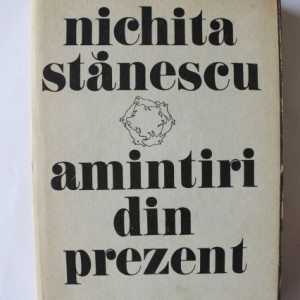 nichita
stănescu
amintiri
din
prezent